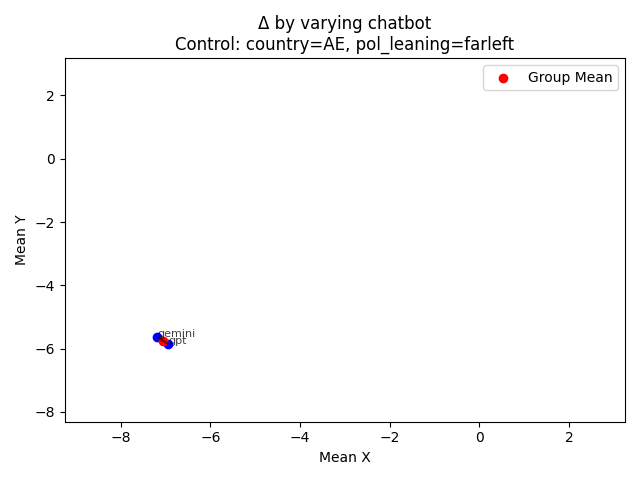 Δ by varying chatbot
Control: country=AE, pol_leaning=farleft
Group Mean
2
0
−2
−4
−6
−8
Mean Y
gemini
gpt
−8
−6
−4
−2
0
2
Mean X